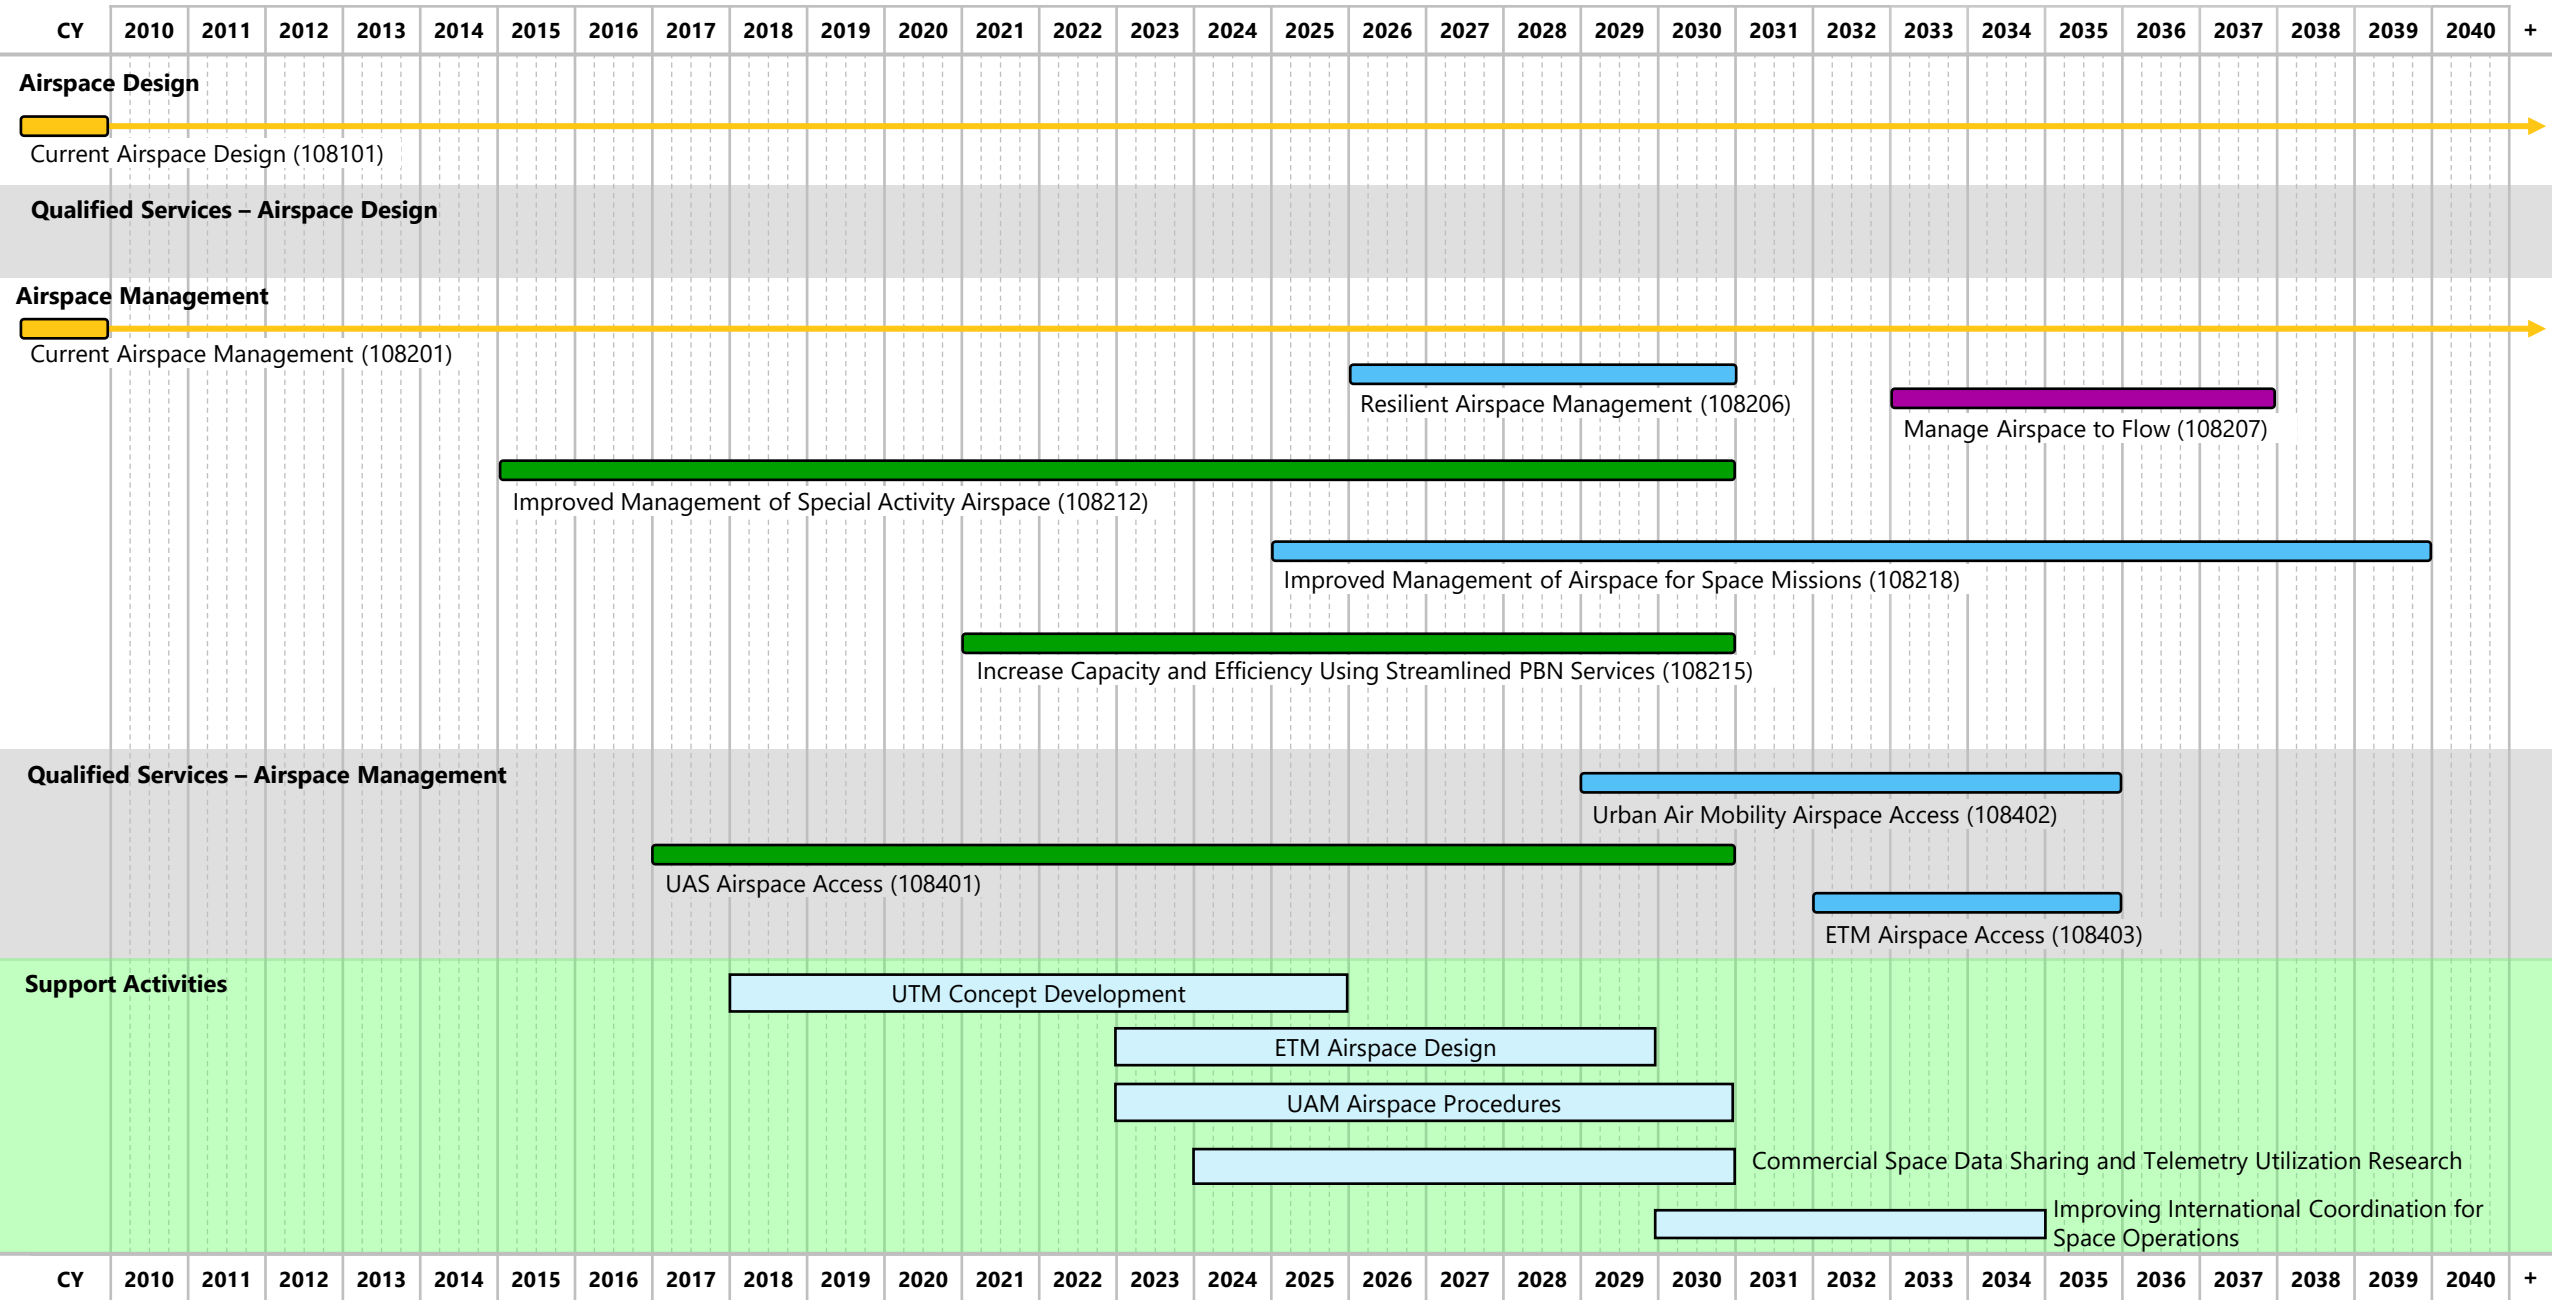 CY 2010 2011 2012 2013 2014 2015 2016 2017 2018 2019 2020 2021 2022 2023 2024 2025 2026 2027 2028 2029 2030 2031 2032 2033 2034 2035 2036 2037 2038 2039 2040 +
Airspace Design
Current Airspace Design (108101)
Qualified Services – Airspace Design
Airspace Management
Current Airspace Management (108201)
Resilient Airspace Management (108206)
Manage Airspace to Flow (108207)
Improved Management of Special Activity Airspace (108212)
Improved Management of Airspace for Space Missions (108218)
Increase Capacity and Efficiency Using Streamlined PBN Services (108215)
Qualified Services – Airspace Management
Urban Air Mobility Airspace Access (108402)
UAS Airspace Access (108401)
ETM Airspace Access (108403)
Support Activities
UTM Concept Development
ETM Airspace Design
UAM Airspace Procedures
Commercial Space Data Sharing and Telemetry Utilization Research
Improving International Coordination for
Space Operations
CY 2010 2011 2012 2013 2014 2015 2016 2017 2018 2019 2020 2021 2022 2023 2024 2025 2026 2027 2028 2029 2030 2031 2032 2033 2034 2035 2036 2037 2038 2039 2040 +